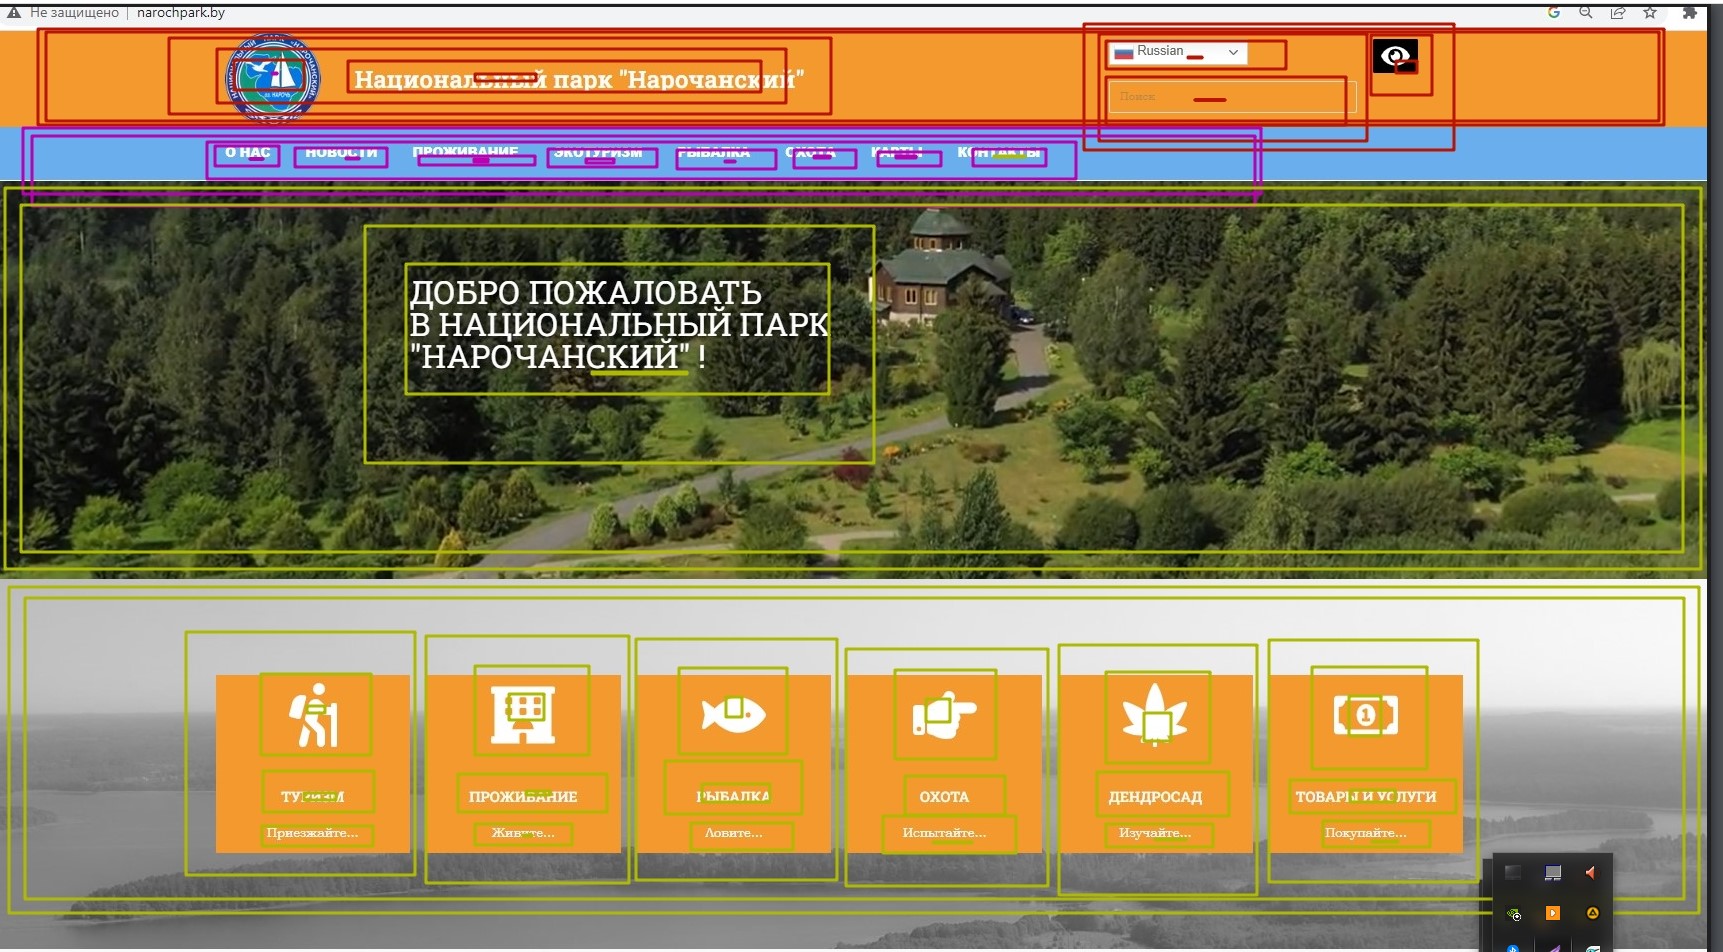 Не защищено | narochpark.by
Национальный парк "Нарочанский"
Russian
Поиск
О НАС НОВОСТИ ПРОЖИВАНИЕ ЭКОТУРИЗМ РЫБАЛКА ОХОТА КАРТЫ КОНТАКТЫ
ДОБРО ПОЖАЛОВАТЬ
В НАЦИОНАЛЬНЫЙ ПАРК
"НАРОЧАНСКИЙ" !
ТУРИЗМ
Приезжайте...
ПРОЖИВАНИЕ
Живите...
РЫБАЛКА
Ловите...
ОХОТА
Испытайте...
ДЕНДРОСАД
Изучайте...
1
ТОВАРЫ И УСЛУГИ
Покупайте...